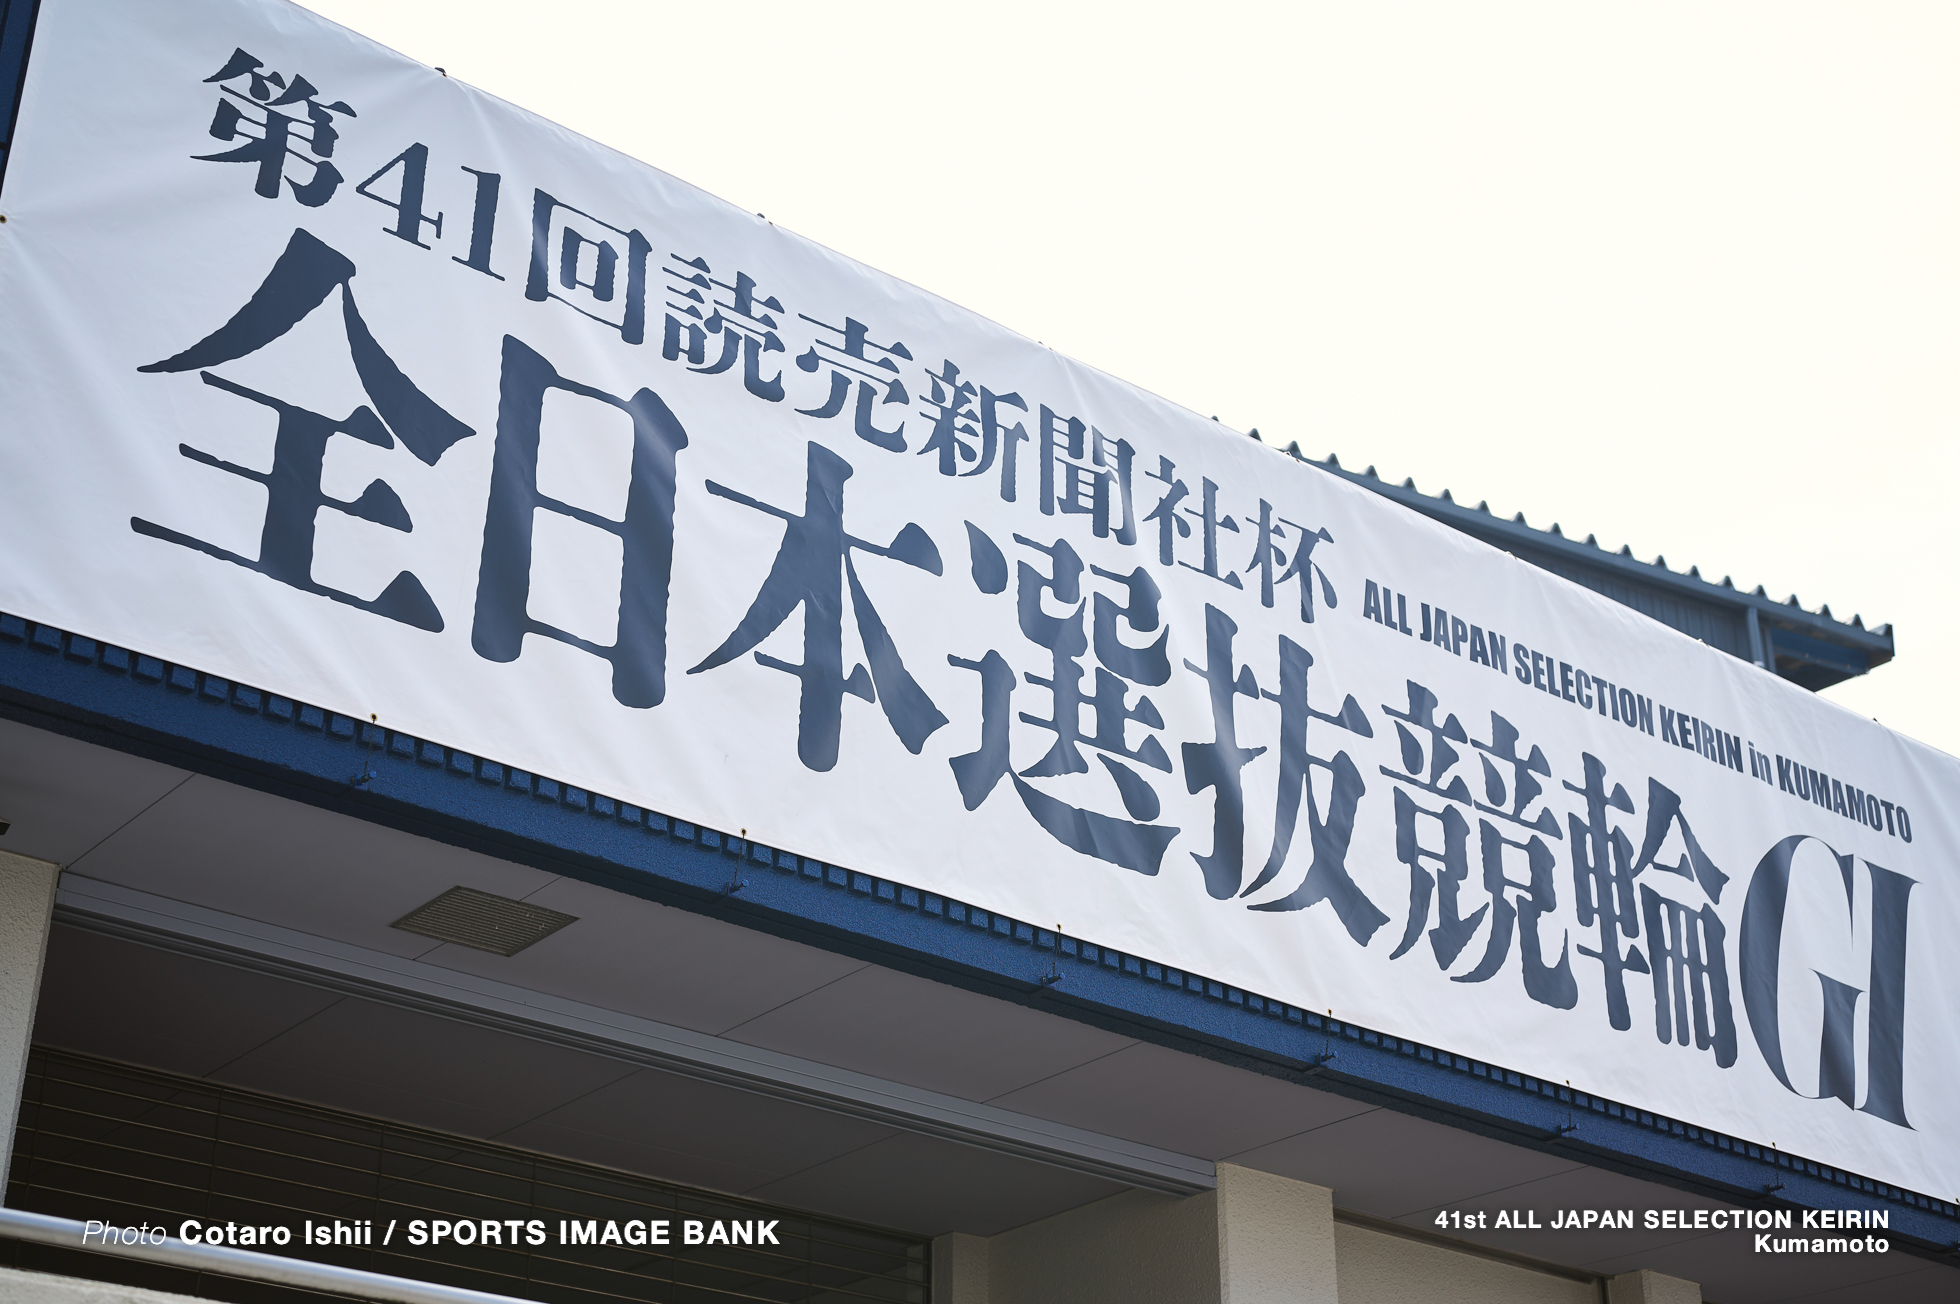 第41回読売新聞社杯
全日本選抜競輪GI
ALL JAPAN SELECTION KEIRIN in KUMAMOTO
Photo Cotaro Ishii / SPORTS IMAGE BANK
41st ALL JAPAN SELECTION KEIRIN
Kumamoto